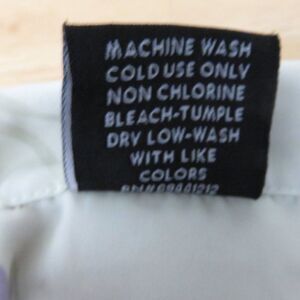 MACHINE WASH
COLD USE ONLY
NON CHLORINE
BLEACH-TUMPLE
DRY LOW-WASH
WITH LIKE
COLORS